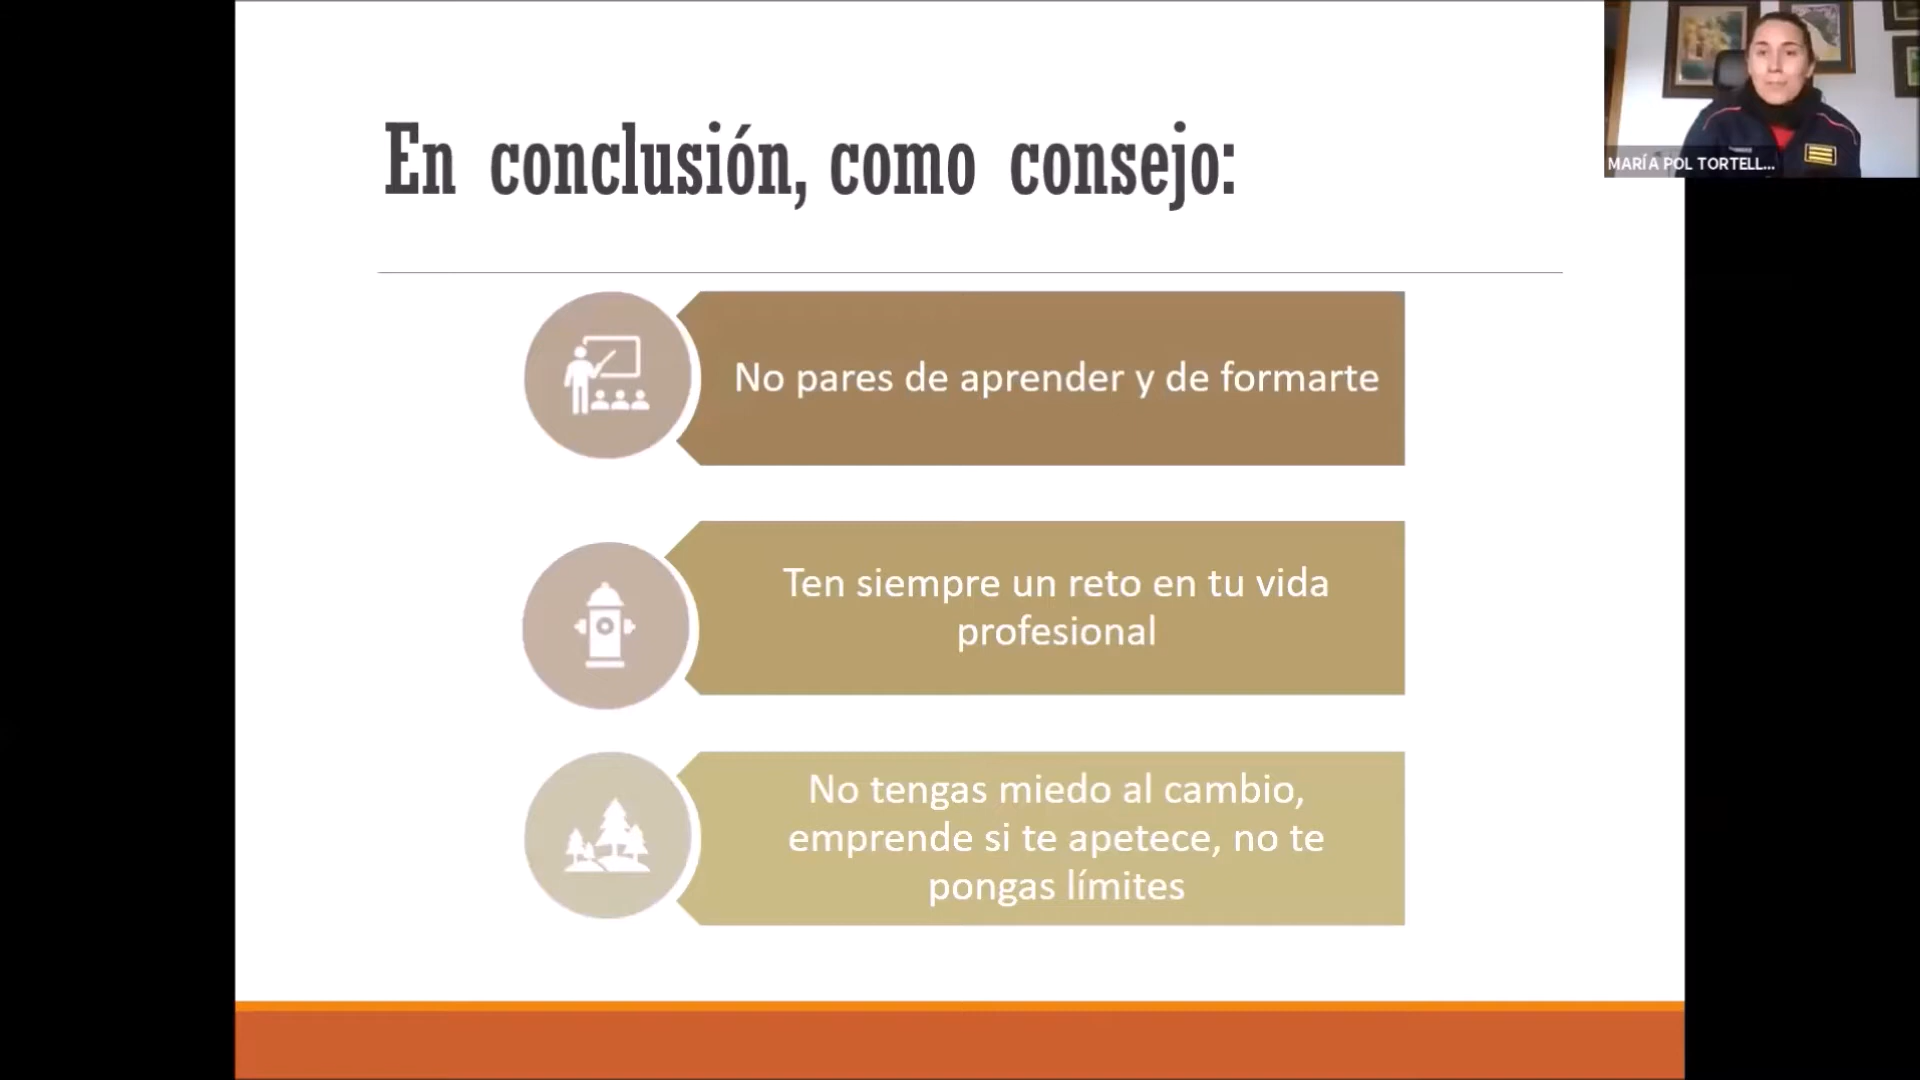 En conclusión, como consejo:
MARÍA POL TORTELL...
No pares de aprender y de formarte
Ten siempre un reto en tu vida
profesional
No tengas miedo al cambio,
emprende si te apetece, no te
pongas límites